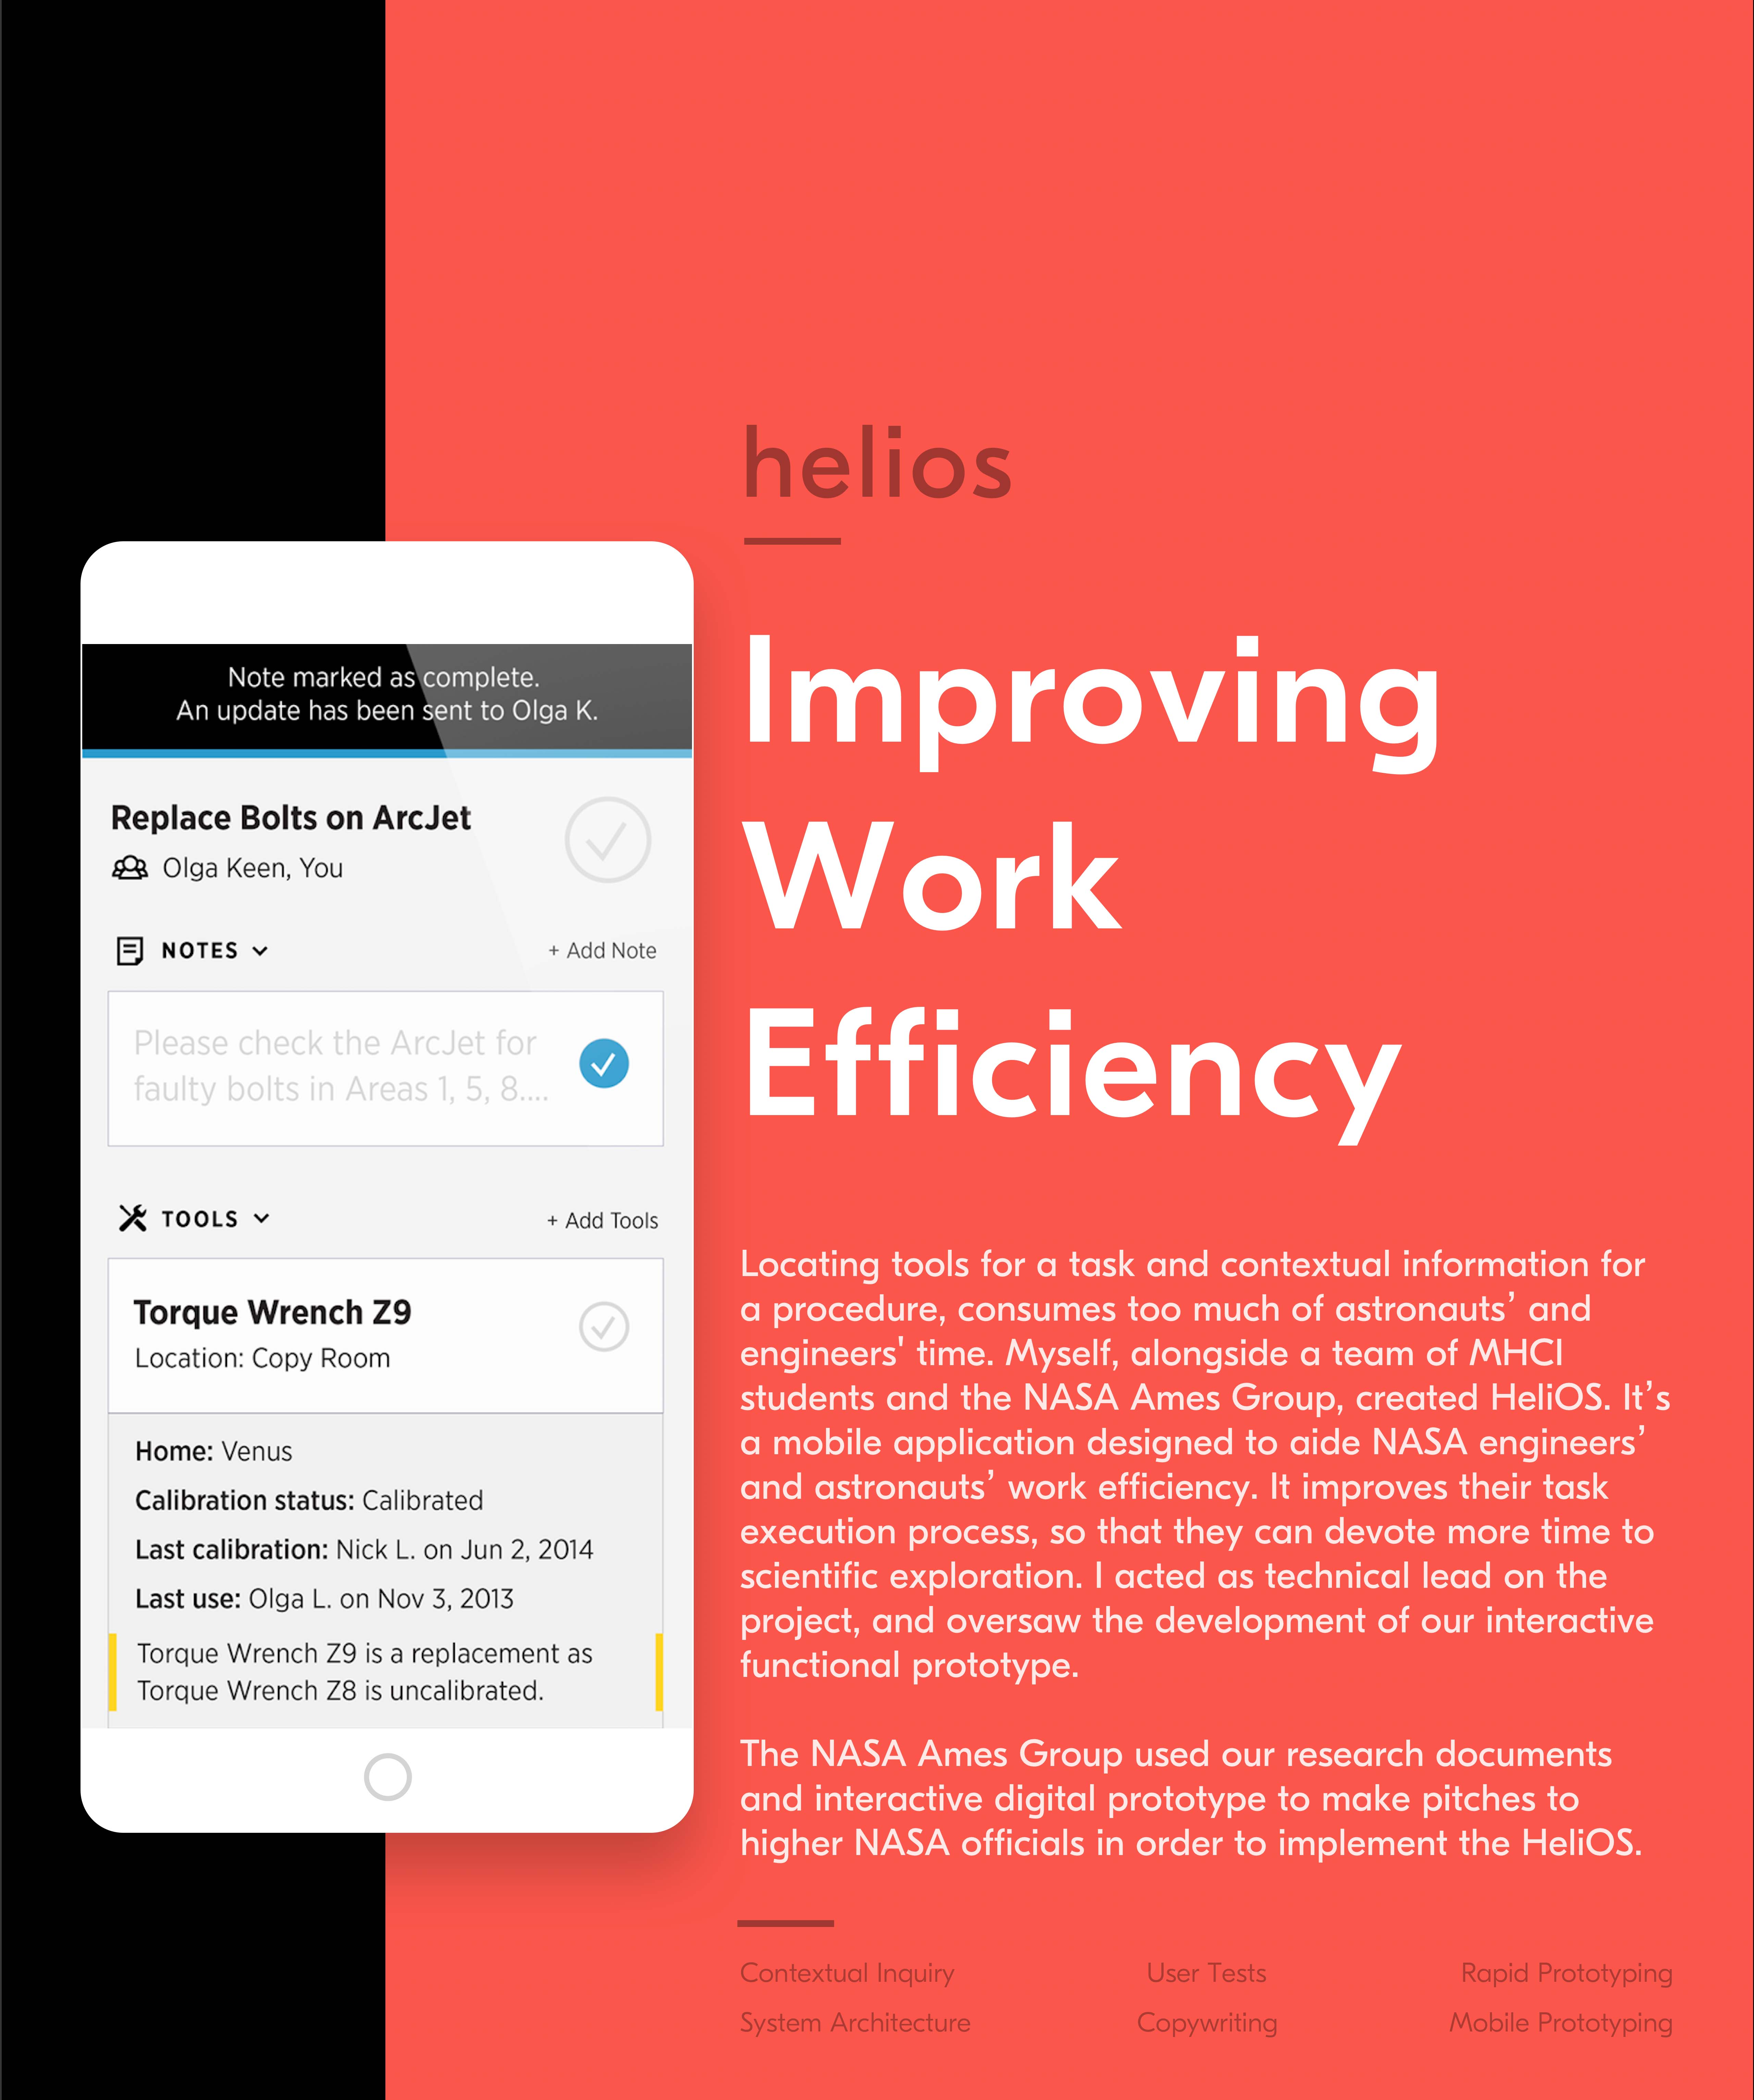 helios
Improving
Work
Efficiency
Note marked as complete.
An update has been sent to Olga K.
Replace Bolts on ArcJet
Olga Keen, You
NOTES
+ Add Note
Please check the ArcJet for
faulty bolts in Areas 1, 5, 8....
TOOLS
+ Add Tools
Torque Wrench Z9
Location: Copy Room
Home: Venus
Calibration status: Calibrated
Last calibration: Nick L. on Jun 2, 2014
Last use: Olga L. on Nov 3, 2013
Torque Wrench Z9 is a replacement as
Torque Wrench Z8 is uncalibrated.
Locating tools for a task and contextual information for
a procedure, consumes too much of astronauts’ and
engineers' time. Myself, alongside a team of MHCI
students and the NASA Ames Group, created HeliOS. It’s
a mobile application designed to aide NASA engineers’
and astronauts’ work efficiency. It improves their task
execution process, so that they can devote more time to
scientific exploration. I acted as technical lead on the
project, and oversaw the development of our interactive
functional prototype.
The NASA Ames Group used our research documents
and interactive digital prototype to make pitches to
higher NASA officials in order to implement the HeliOS.
Contextual Inquiry
User Tests
Rapid Prototyping
System Architecture
Copywriting
Mobile Prototyping